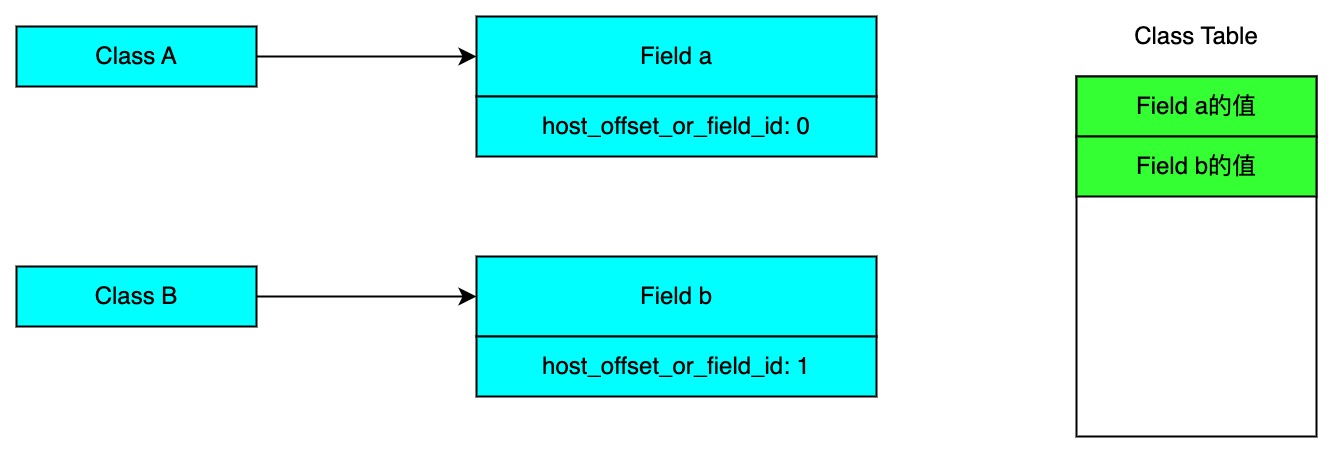 Class A
Field a
host_offset_or_field_id: 0
Class B
Field b
host_offset_or_field_id: 1
Class Table
Field a的值
Field b的值